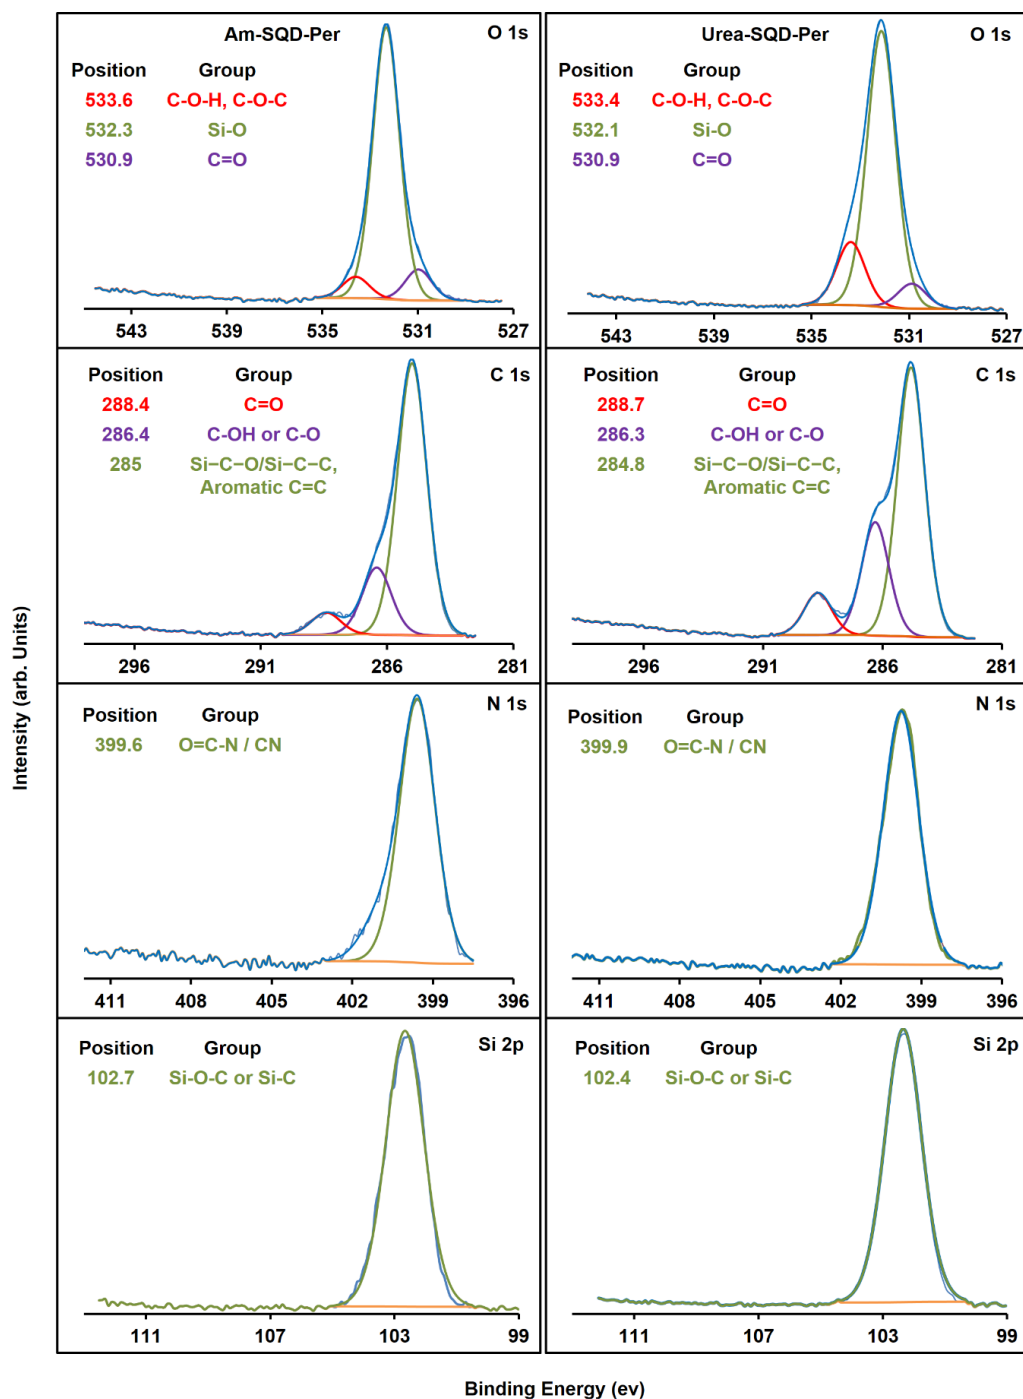 Am-SQD-Per O 1s
Position Group
533.6 C-O-H, C-O-C
532.3 Si-O
530.9 C=O
543 539 535 531 527
Urea-SQD-Per O 1s
Position Group
533.4 C-O-H, C-O-C
532.1 Si-O
530.9 C=O
543 539 535 531 527
Position Group C 1s
288.4 C=O
286.4 C-OH or C-O
285 Si–C–O/Si–C–C,
Aromatic C=C
296 291 286 281
Position Group C 1s
288.7 C=O
286.3 C-OH or C-O
284.8 Si–C–O/Si–C–C,
Aromatic C=C
296 291 286 281
N 1s
Position Group
399.6 O=C-N / CN
411 408 405 402 399 396
N 1s
Position Group
399.9 O=C-N / CN
411 408 405 402 399 396
Si 2p
Position Group
102.7 Si-O-C or Si-C
111 107 103 99
Si 2p
Position Group
102.4 Si-O-C or Si-C
111 107 103 99
Intensity (arb. Units)
Binding Energy (ev)